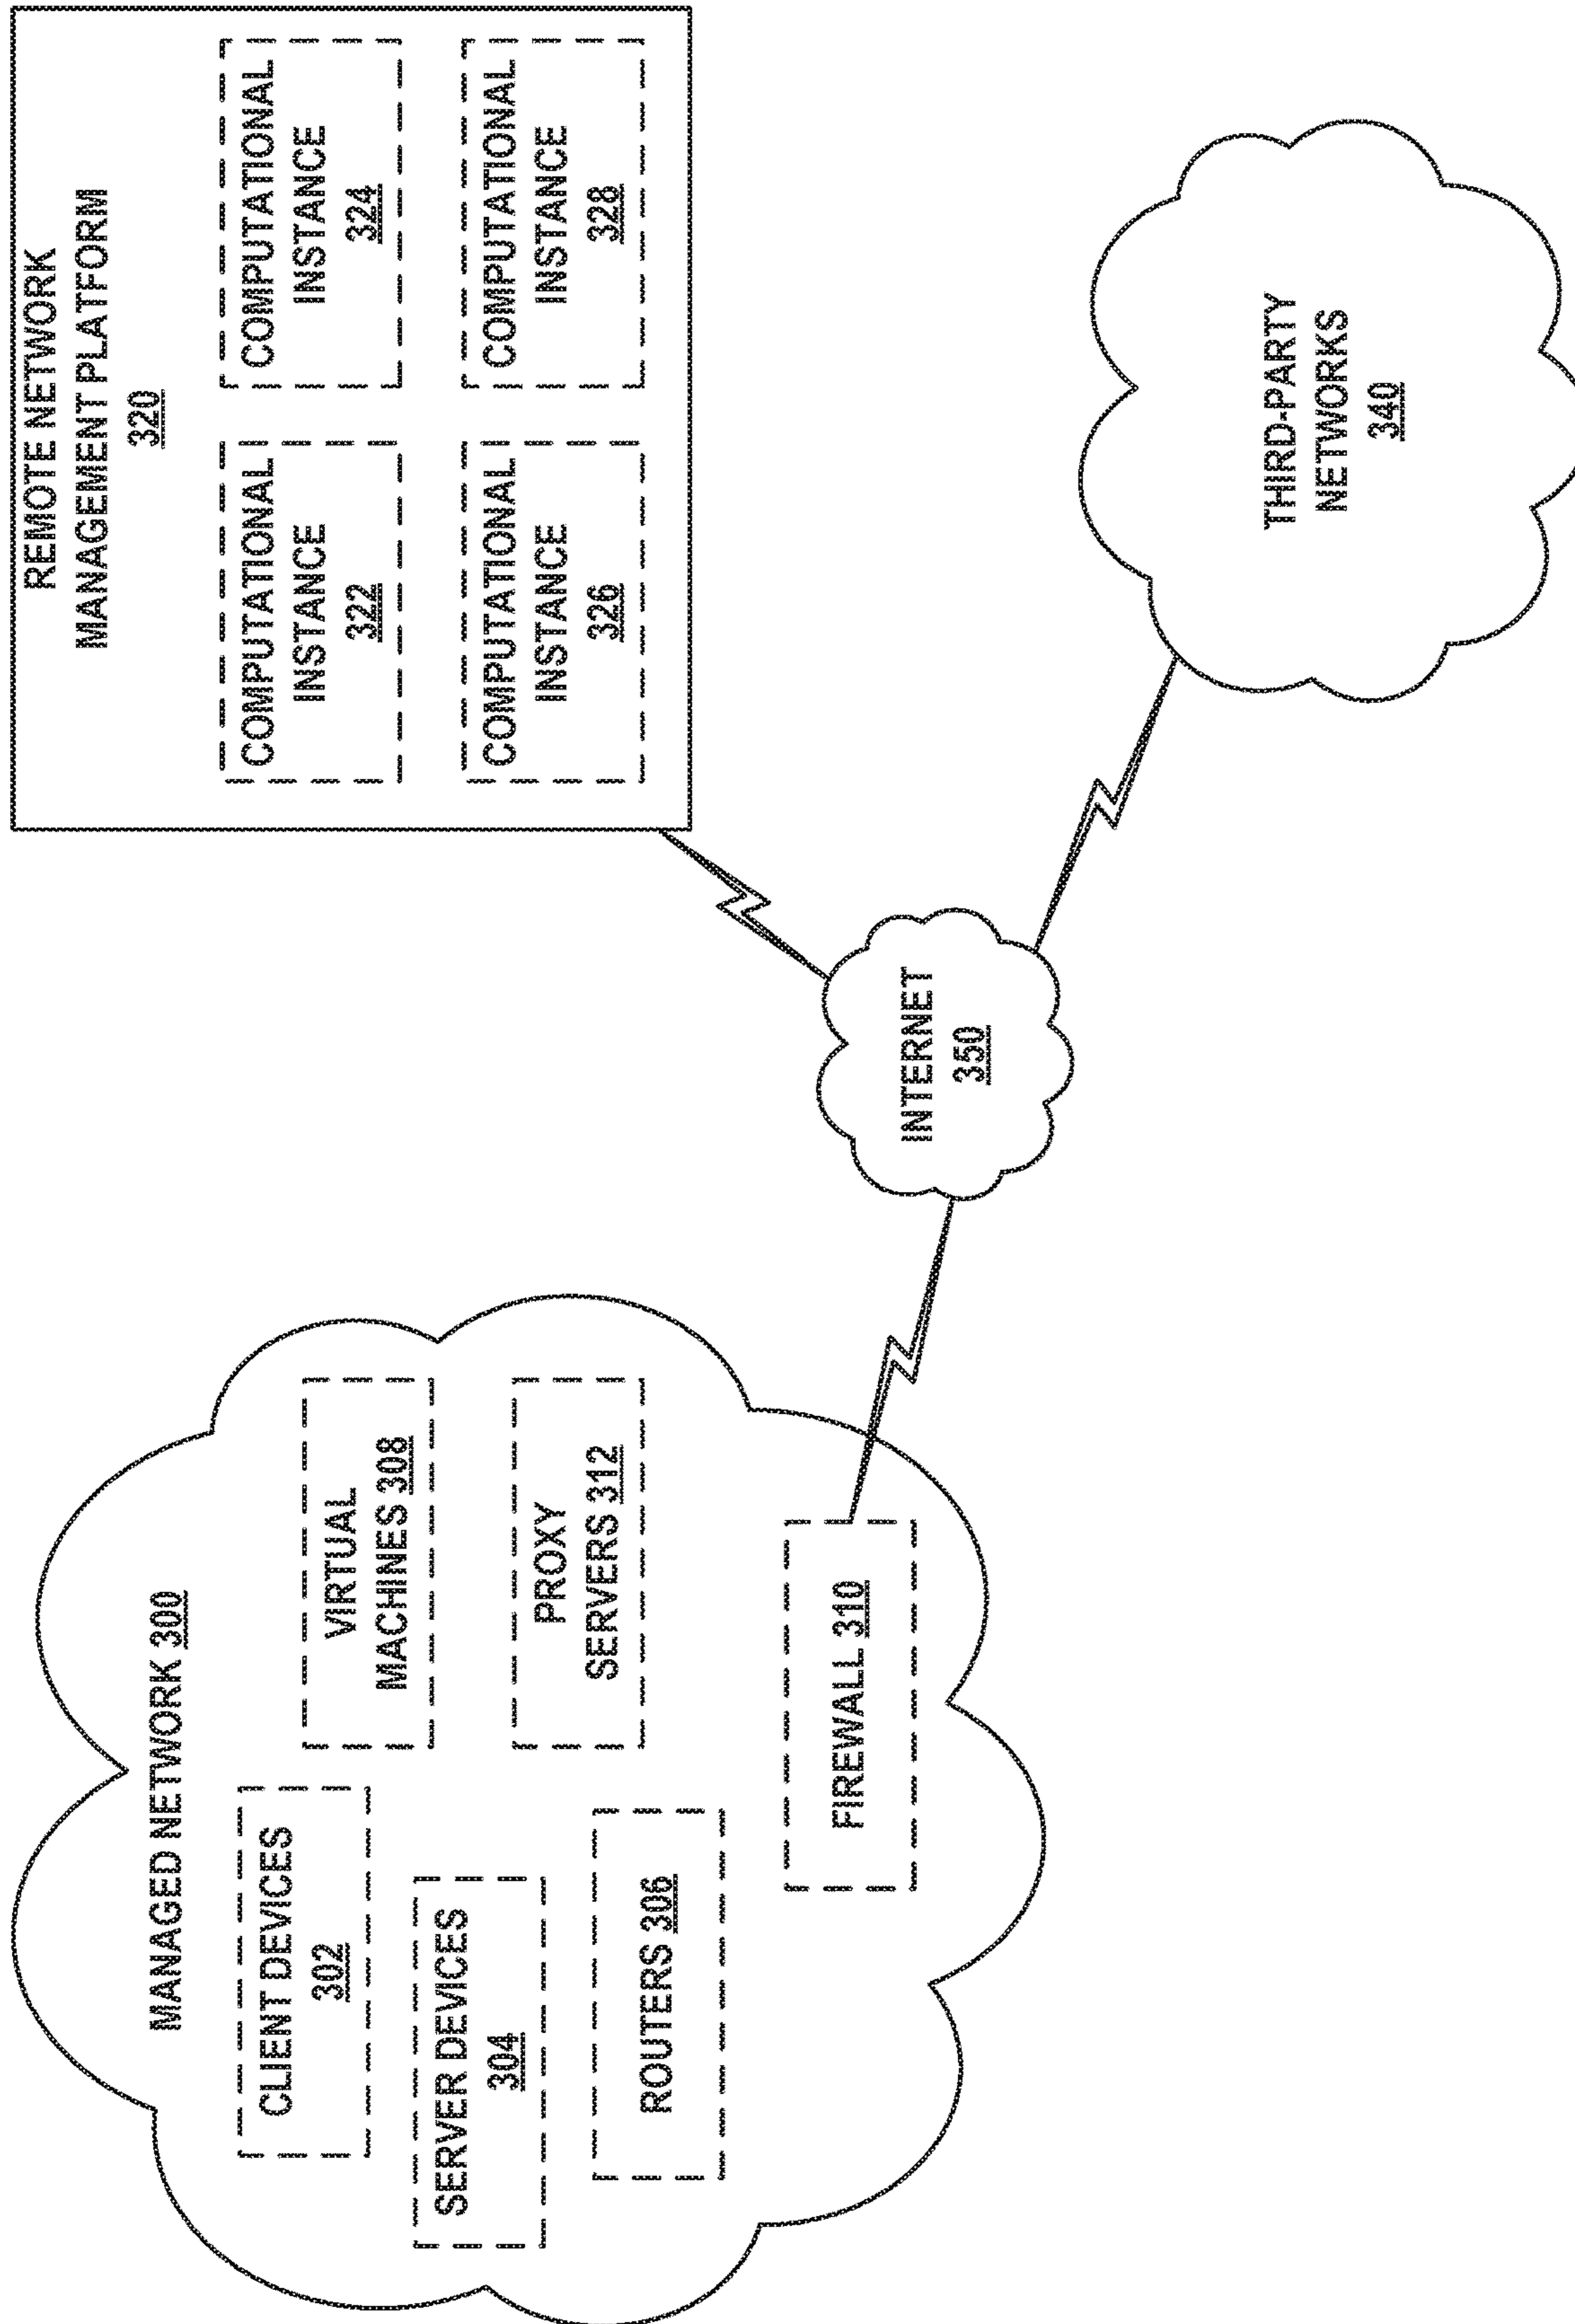 MANAGED NETWORK 300
CLIENT DEVICES
302
SERVER DEVICES
304
ROUTERS 306
VIRTUAL
MACHINES 308
PROXY
SERVERS 312
FIREWALL 310
INTERNET
350
REMOTE NETWORK
MANAGEMENT PLATFORM
320
COMPUTATIONAL
INSTANCE
322
COMPUTATIONAL
INSTANCE
324
COMPUTATIONAL
INSTANCE
326
COMPUTATIONAL
INSTANCE
328
THIRD-PARTY
NETWORKS
340